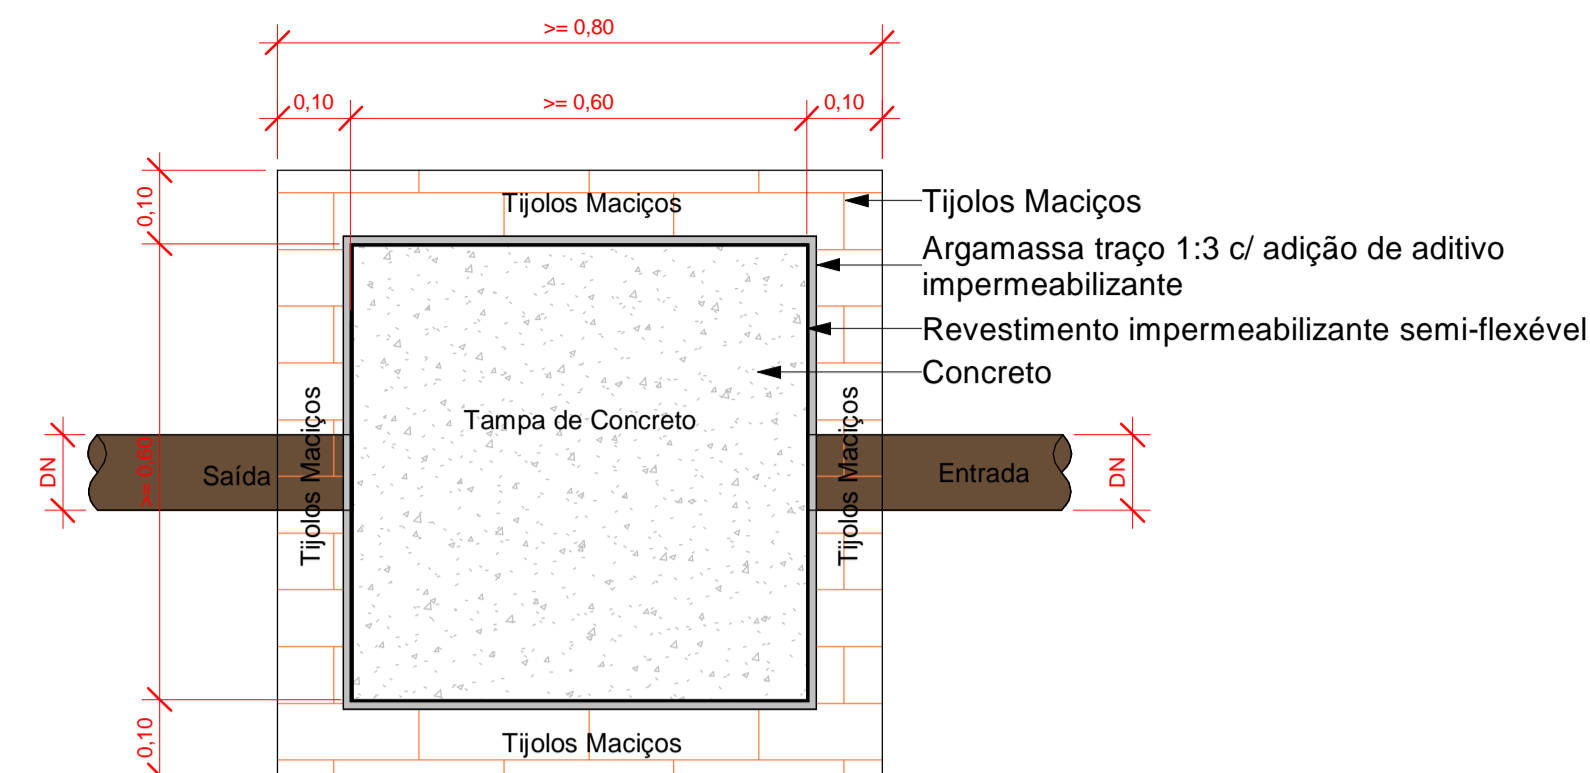 >= 0,80
0,10
>= 0,60
0,10
0,10
Tijolos Maciços
Tijolos Maciços
Argamassa traço 1:3 c/ adição de aditivo
impermeabilizante
Revestimento impermeabilizante semi-flexével
Concreto
Tampa de Concreto
Tijolos Maciços
Tijolos Maciços
DN
>= 0,60
Saída
Entrada
DN
0,10
Tijolos Maciços